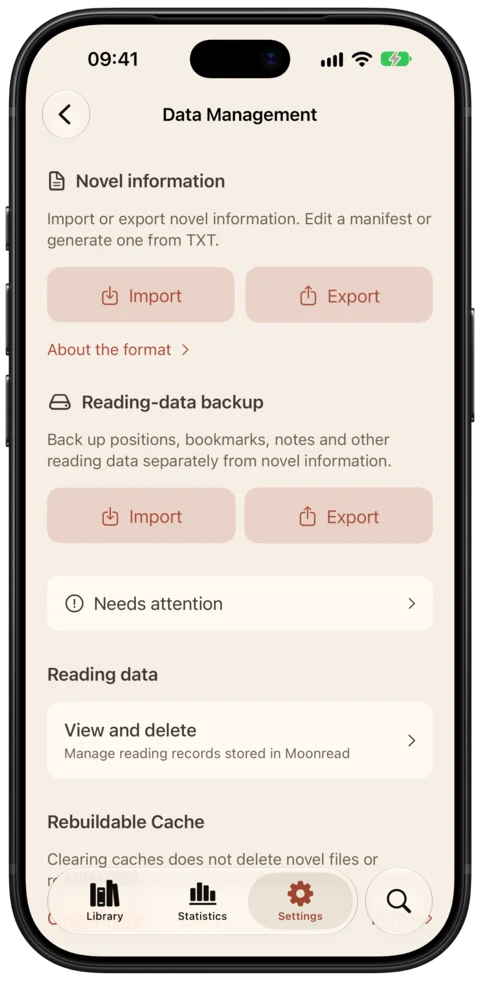 09:41
Data Management
Novel information
Import or export novel information. Edit a manifest or
generate one from TXT.
Import
Export
About the format
Reading-data backup
Back up positions, bookmarks, notes and other
reading data separately from novel information.
Import
Export
Needs attention
Reading data
View and delete
Manage reading records stored in Moonread
Rebuildable Cache
Clearing caches does not delete novel files or
Library
Statistics
Settings